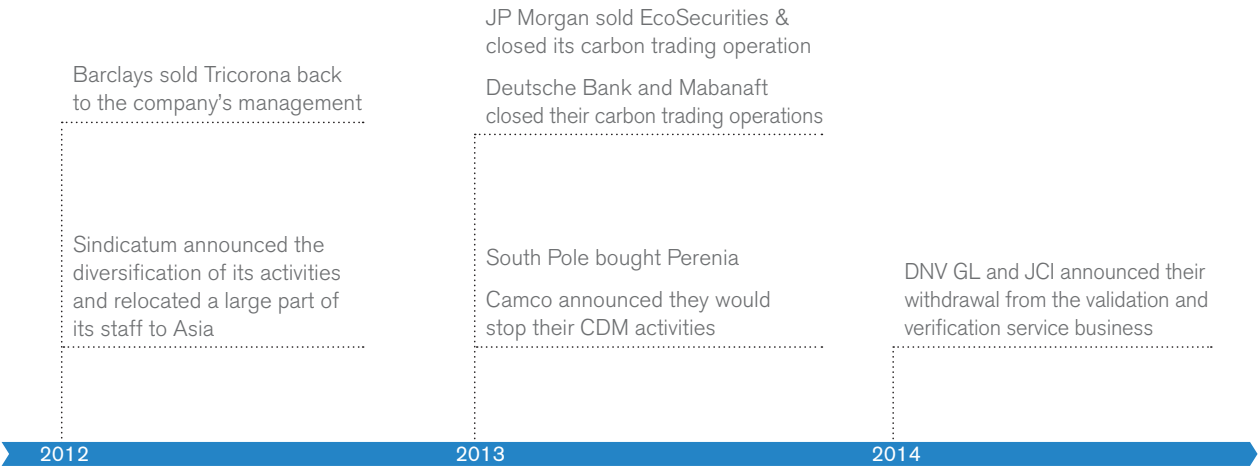 Barclays sold Tricorona back
to the company's management
Sindicatum announced the
diversification of its activities
and relocated a large part of
its staff to Asia
JP Morgan sold EcoSecurities &
closed its carbon trading operation
Deutsche Bank and Mabanaft
closed their carbon trading operations
South Pole bought Perenia
Camco announced they would
stop their CDM activities
DNV GL and JCI announced their
withdrawal from the validation and
verification service business
2012
2013
2014